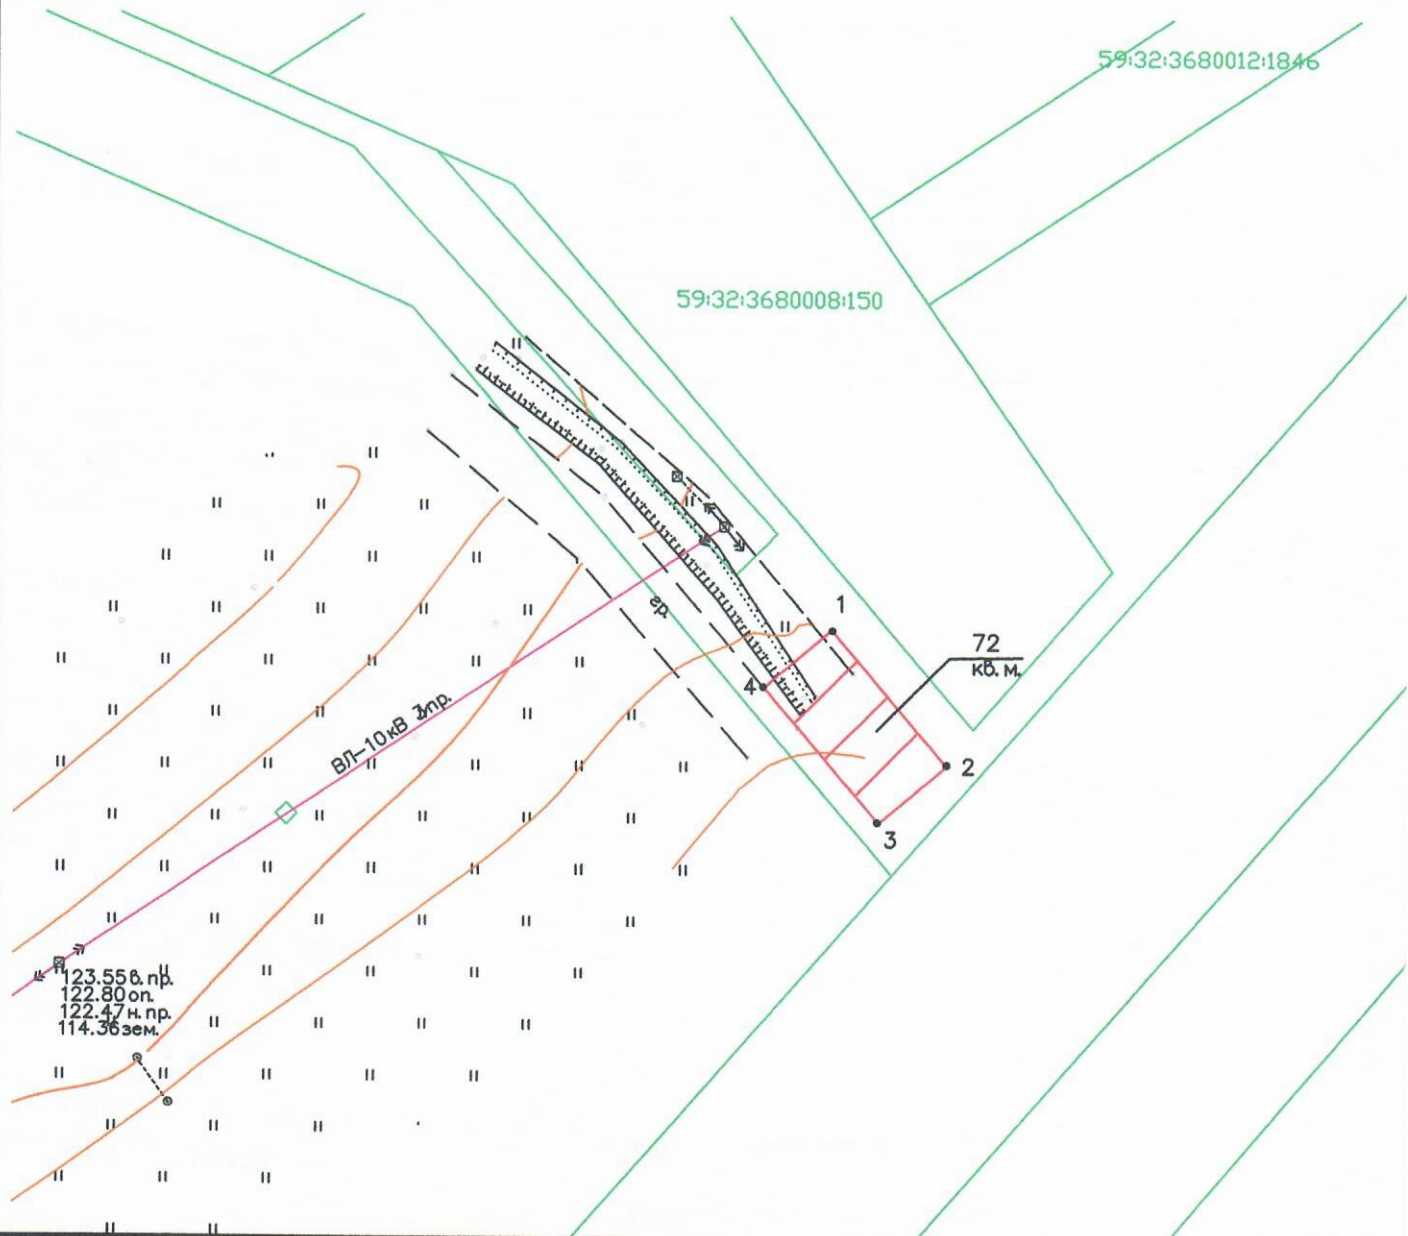 59:32:3680012:1846
59:32:3680008:150
1
72
кв. м.
гр.
4
2
ВЛ-10кВ 3пр.
3
123.55в. пр.
122.80оп.
122.47н. пр.
114.36зем.